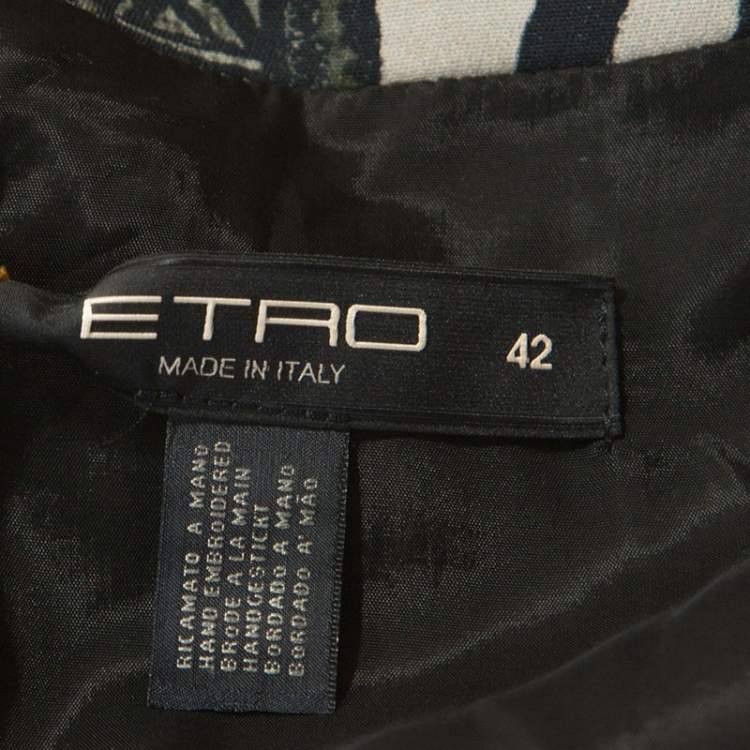 ETRO
42
MADE IN ITALY
RICAMATO A MANO
HAND EMBROIDERED
BRODE A LA MAIN
HANDGESTICKT
BORDADO A MANO
BORDADO A' MÃO